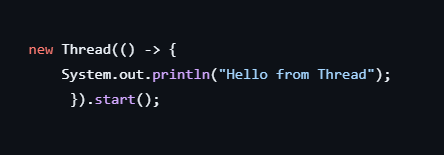 new Thread(() -> {
    System.out.println("Hello from Thread");
     }).start();